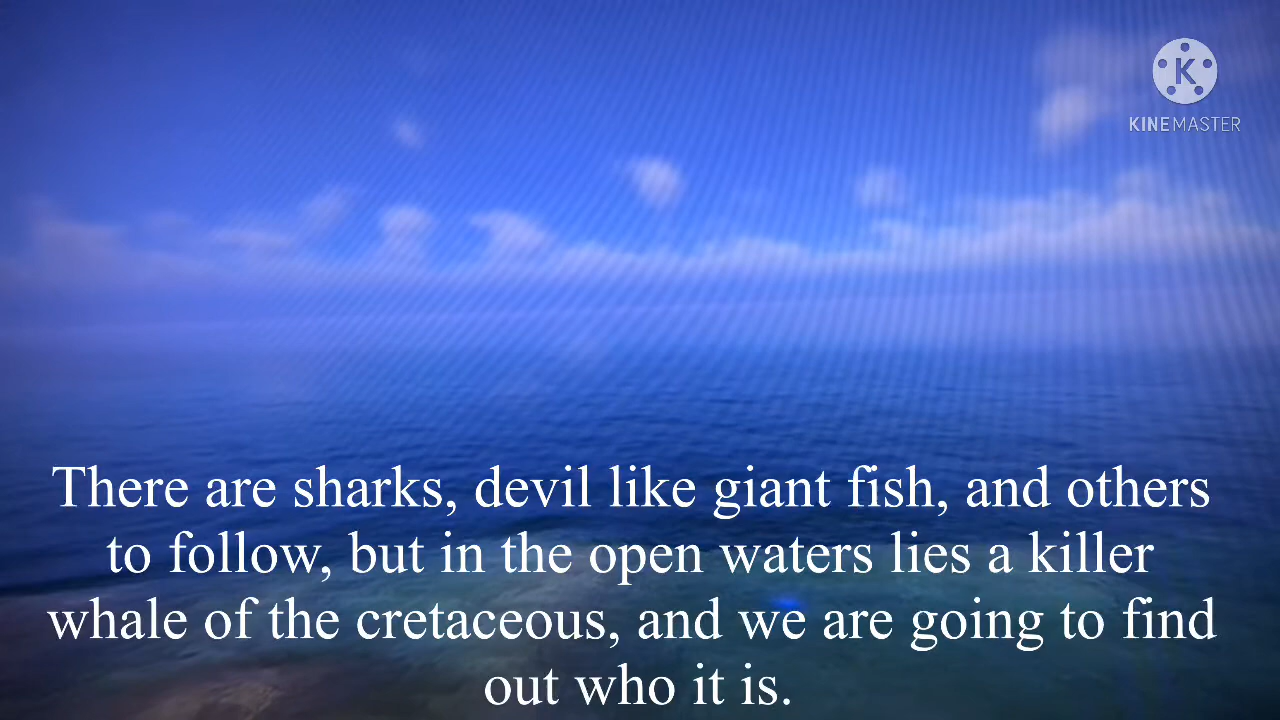 K
KINEMASTER
There are sharks, devil like giant fish, and others
to follow, but in the open waters lies a killer
whale of the cretaceous, and we are going to find
out who it is.